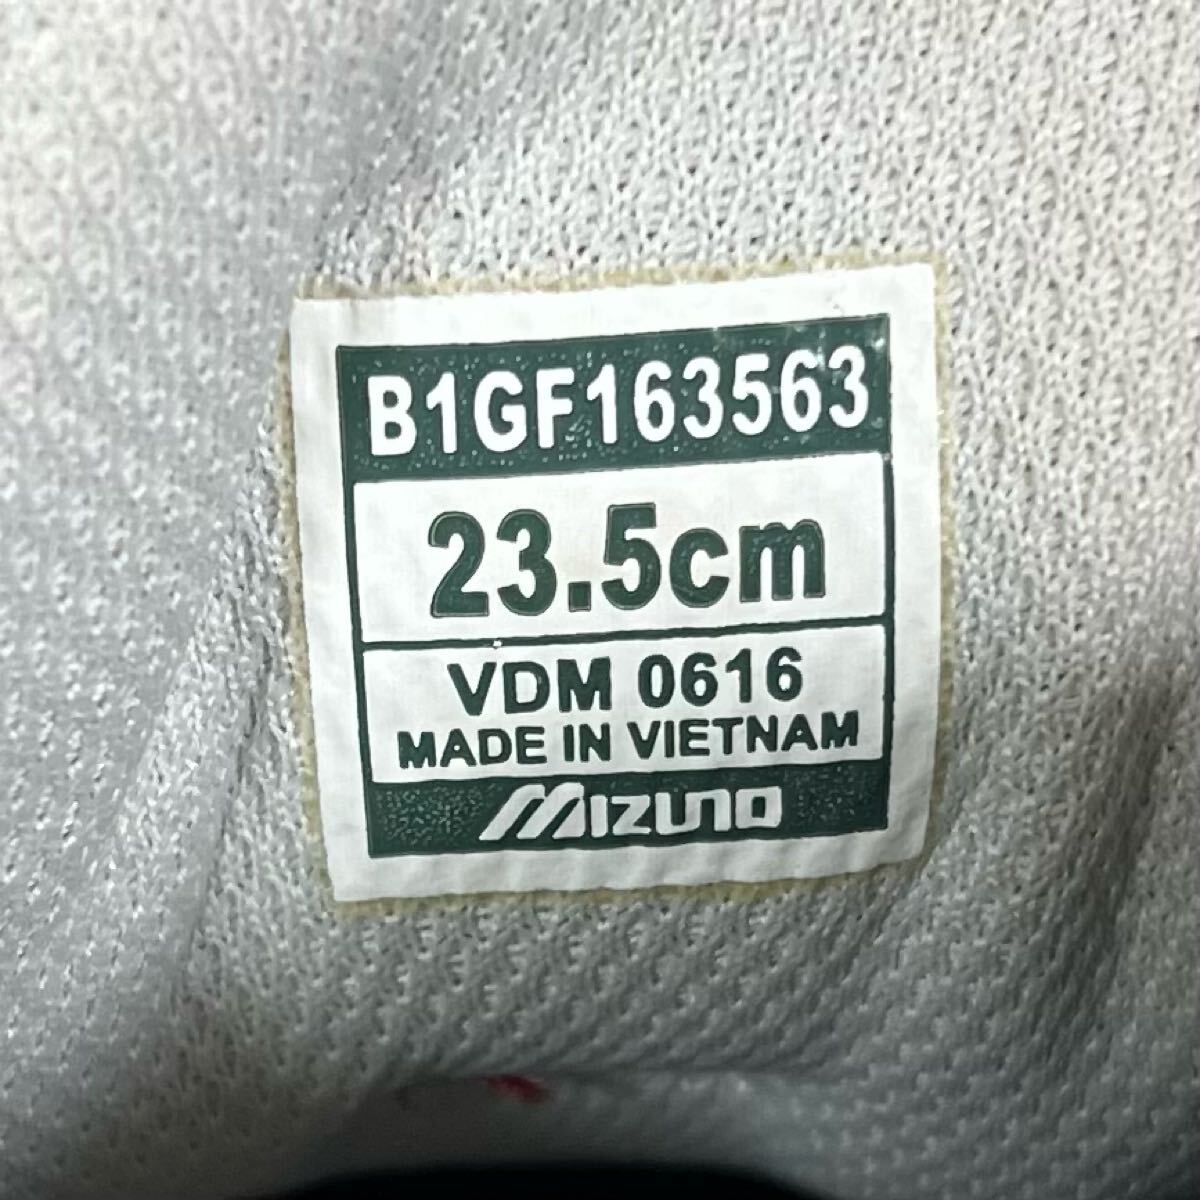 B1GF163563
23.5cm
VDM 0616
MADE IN VIETNAM
MIZUNO